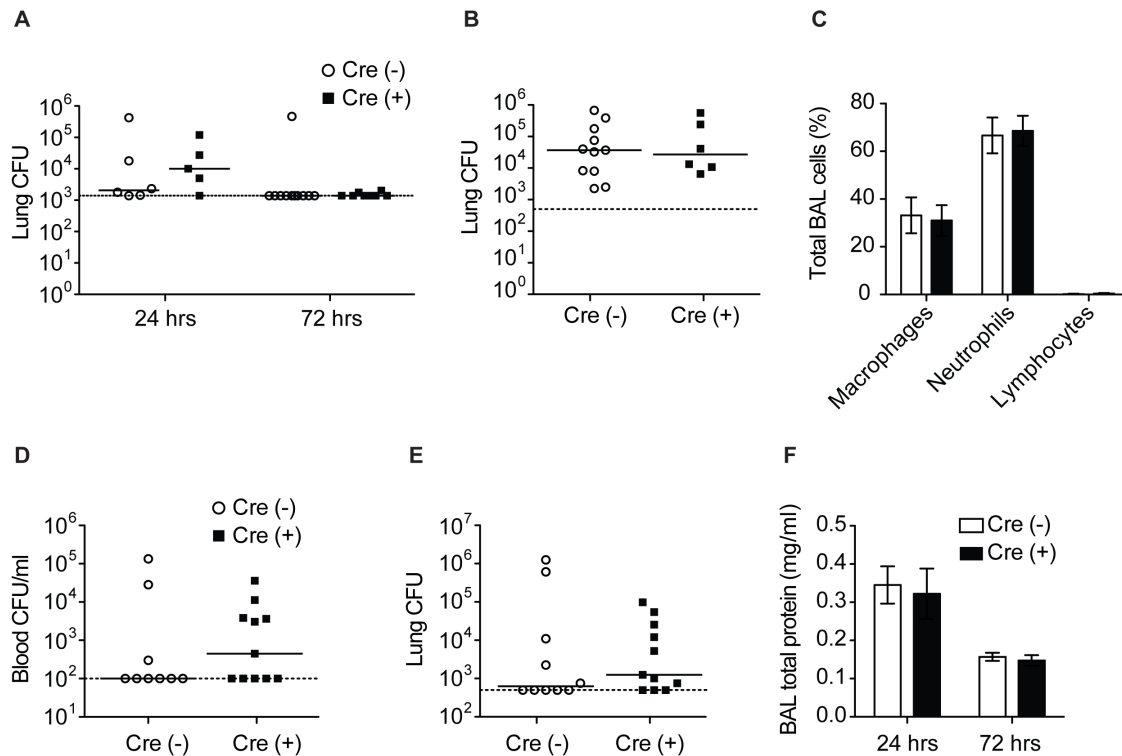 A
Cre (-)
Cre (+)
Lung CFU
10^6
10^5
10^4
10^3
10^2
10^1
10^0
24 hrs
72 hrs
B
Lung CFU
10^6
10^5
10^4
10^3
10^2
10^1
10^0
Cre (-)
Cre (+)
C
Total BAL cells (%)
80
60
40
20
0
Macrophages
Neutrophils
Lymphocytes
D
Cre (-)
Cre (+)
Blood CFU/ml
10^6
10^5
10^4
10^3
10^2
10^1
Cre (-)
Cre (+)
E
Lung CFU
10^7
10^6
10^5
10^4
10^3
10^2
Cre (-)
Cre (+)
F
Cre (-)
Cre (+)
BAL total protein (mg/ml)
0.5
0.4
0.3
0.2
0.1
0.0
24 hrs
72 hrs